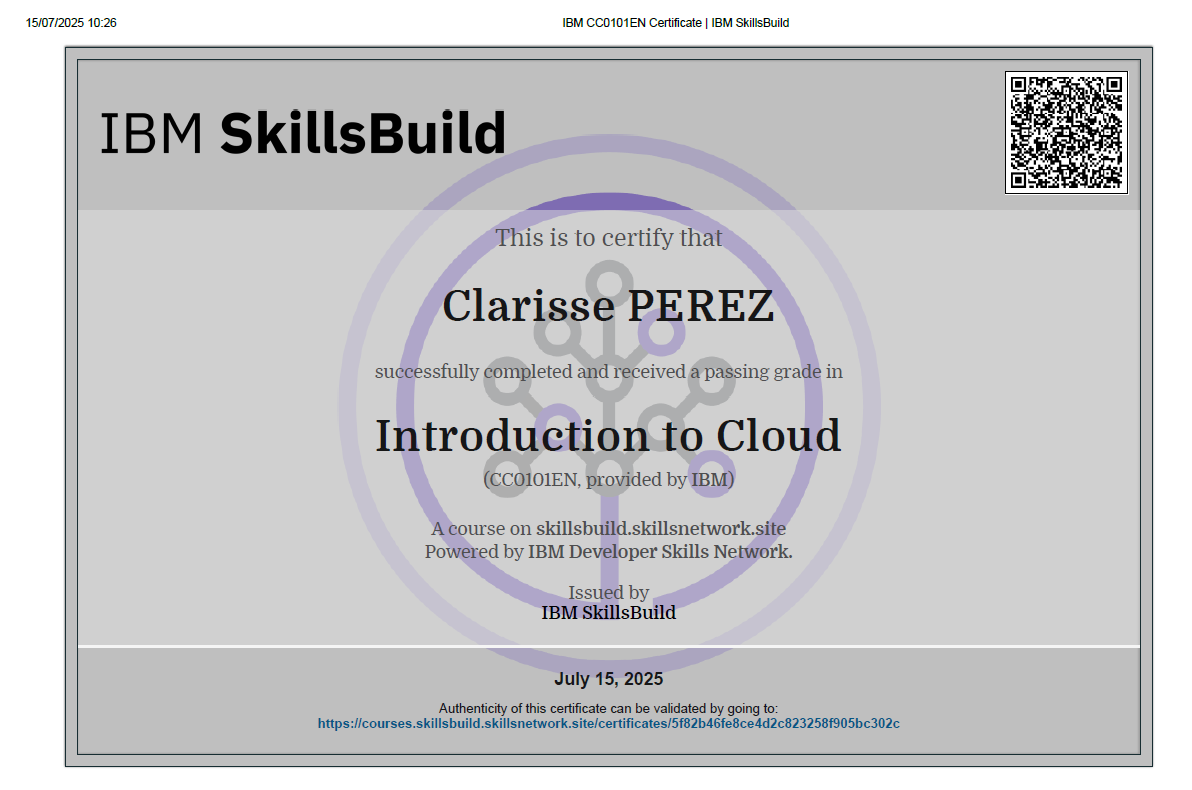 15/07/2025 10:26
IBM CC0101EN Certificate | IBM SkillsBuild
IBM SkillsBuild
This is to certify that
Clarisse PEREZ
successfully completed and received a passing grade in
Introduction to Cloud
(CC0101EN, provided by IBM)
A course on skillsbuild.skillsnetwork.site
Powered by IBM Developer Skills Network.
Issued by
IBM SkillsBuild
July 15, 2025
Authenticity of this certificate can be validated by going to:
https://courses.skillsbuild.skillsnetwork.site/certificates/5f82b46fe8ce4d2c823258f905bc302c